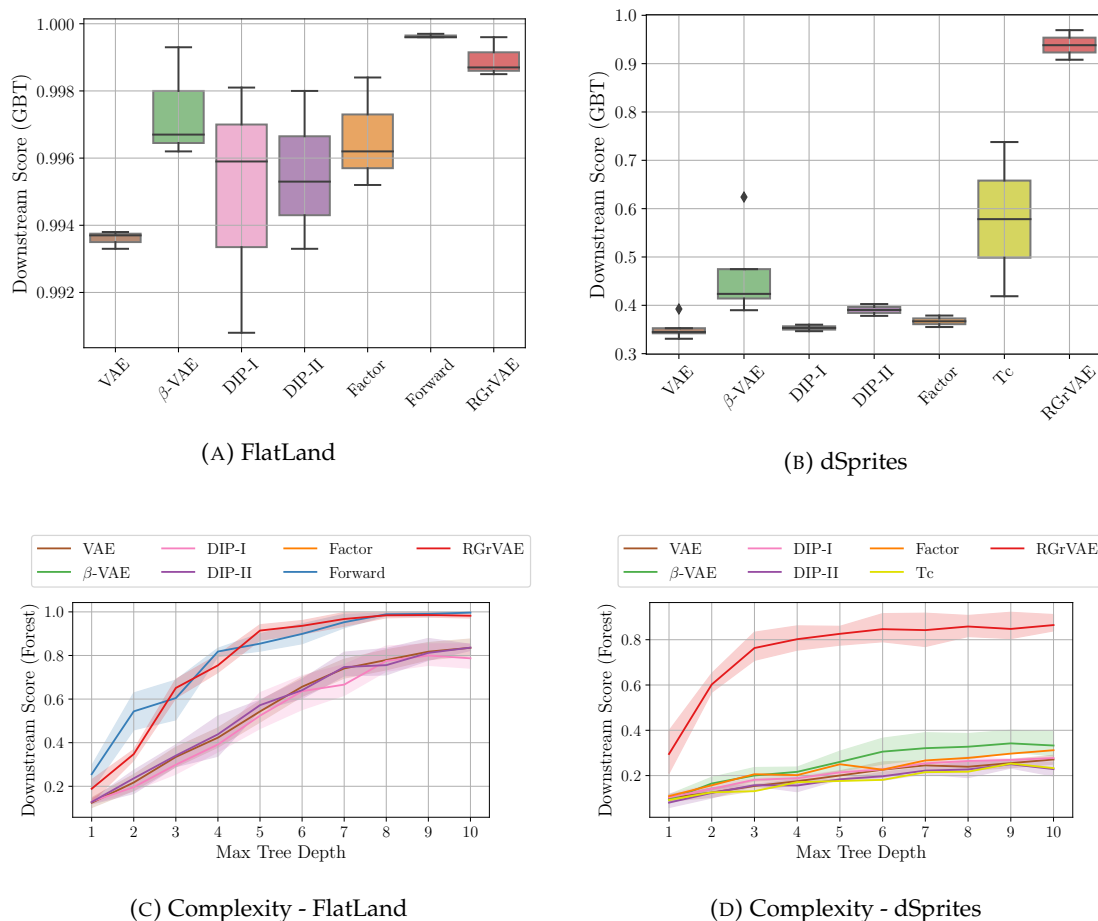 Downstream Score (GBT)
1.000
0.998
0.996
0.994
0.992
VAE
β-VAE
DIP-I
DIP-II
Factor
Forward
RGrVAE
(A) FlatLand
Downstream Score (GBT)
1.0
0.9
0.8
0.7
0.6
0.5
0.4
0.3
VAE
β-VAE
DIP-I
DIP-II
Factor
Tc
RGrVAE
(B) dSprites
VAE DIP-I Factor RGrVAE
β-VAE DIP-II Forward
Downstream Score (Forest)
1.0
0.8
0.6
0.4
0.2
1 2 3 4 5 6 7 8 9 10
Max Tree Depth
(C) Complexity - FlatLand
VAE DIP-I Factor RGrVAE
β-VAE DIP-II Tc
Downstream Score (Forest)
0.8
0.6
0.4
0.2
1 2 3 4 5 6 7 8 9 10
Max Tree Depth
(D) Complexity - dSprites